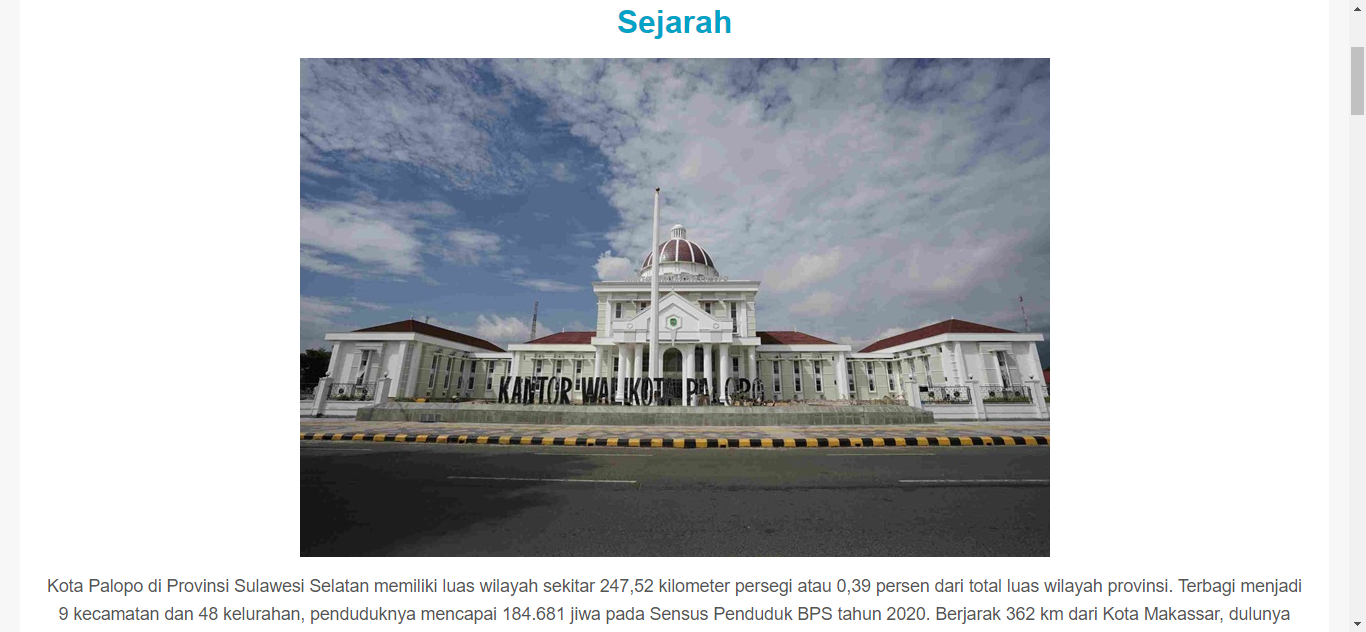 Sejarah
KANTOR WALIKOTA PALOPO
Kota Palopo di Provinsi Sulawesi Selatan memiliki luas wilayah sekitar 247,52 kilometer persegi atau 0,39 persen dari total luas wilayah provinsi. Terbagi menjadi
9 kecamatan dan 48 kelurahan, penduduknya mencapai 184.681 jiwa pada Sensus Penduduk BPS tahun 2020. Berjarak 362 km dari Kota Makassar, dulunya